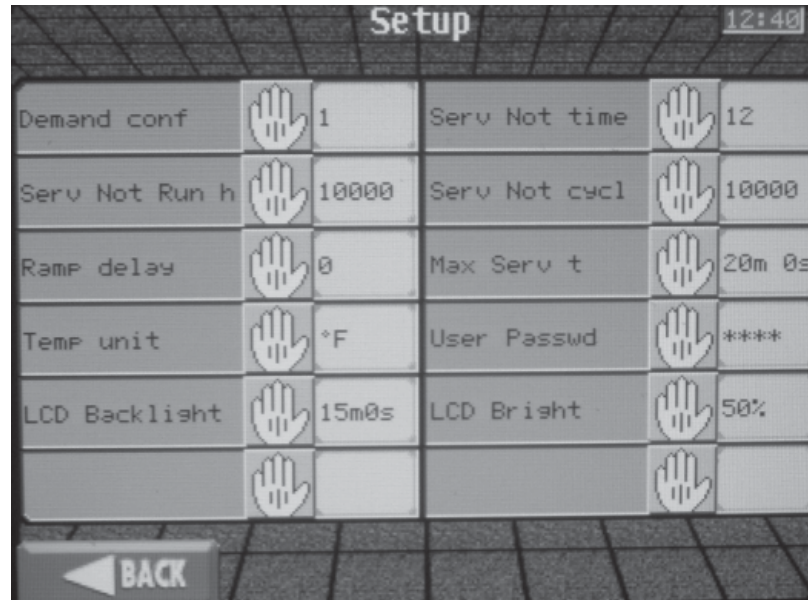 Setup
12:40
Demand conf 1 Serv Not time 12
Serv Not Run h 10000 Serv Not cycl 10000
Ramp delay 0 Max Serv t 20m 0s
Temp unit °F User Passwd ****
LCD Backlight 15m0s LCD Bright 50%
BACK